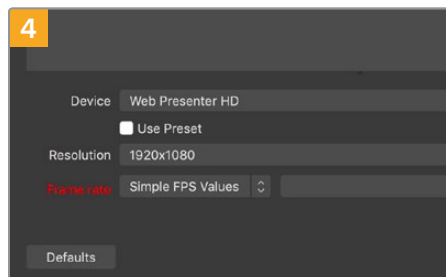 4
Device Web Presenter HD
Use Preset
Resolution 1920x1080
Frame rate Simple FPS Values
Defaults